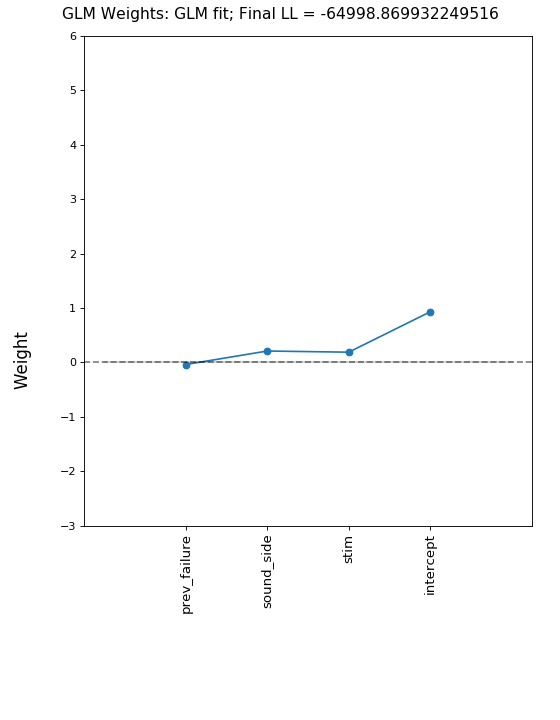 GLM Weights: GLM fit; Final LL = -64998.869932249516
6
5
4
3
2
1
0
−1
−2
−3
Weight
prev_failure
sound_side
stim
intercept